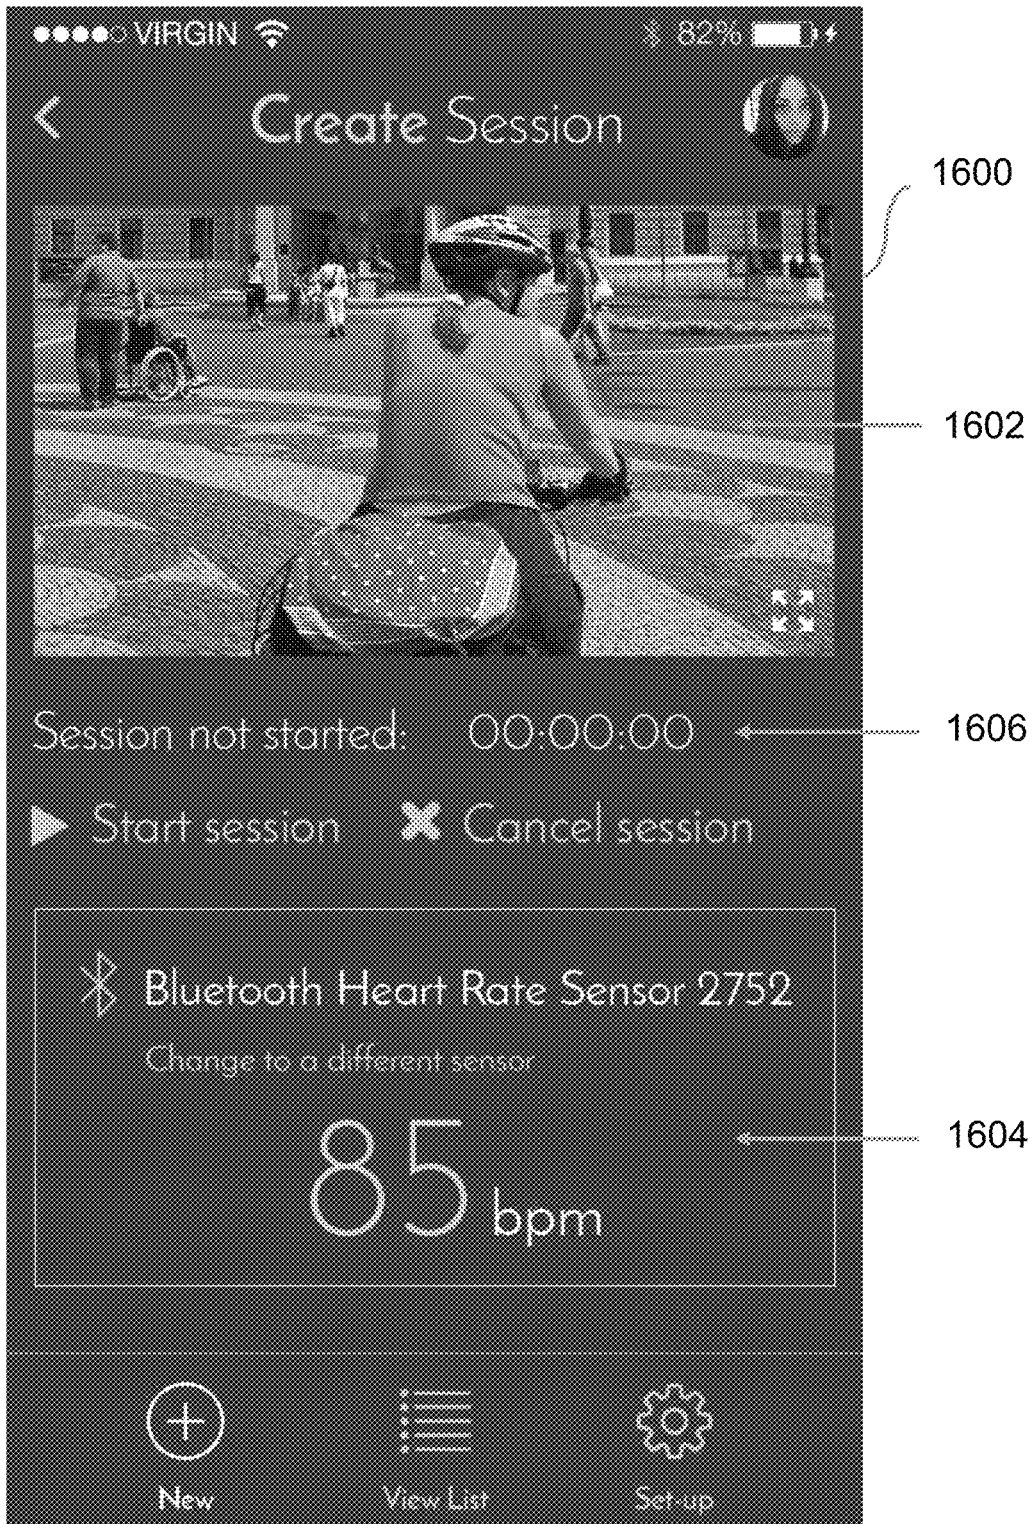 VIRGIN 82%
Create Session
1600
1602
Session not started: 00:00:00
1606
Start session Cancel session
Bluetooth Heart Rate Sensor 2752
Change to a different sensor
1604
85 bpm
New View List Set-up